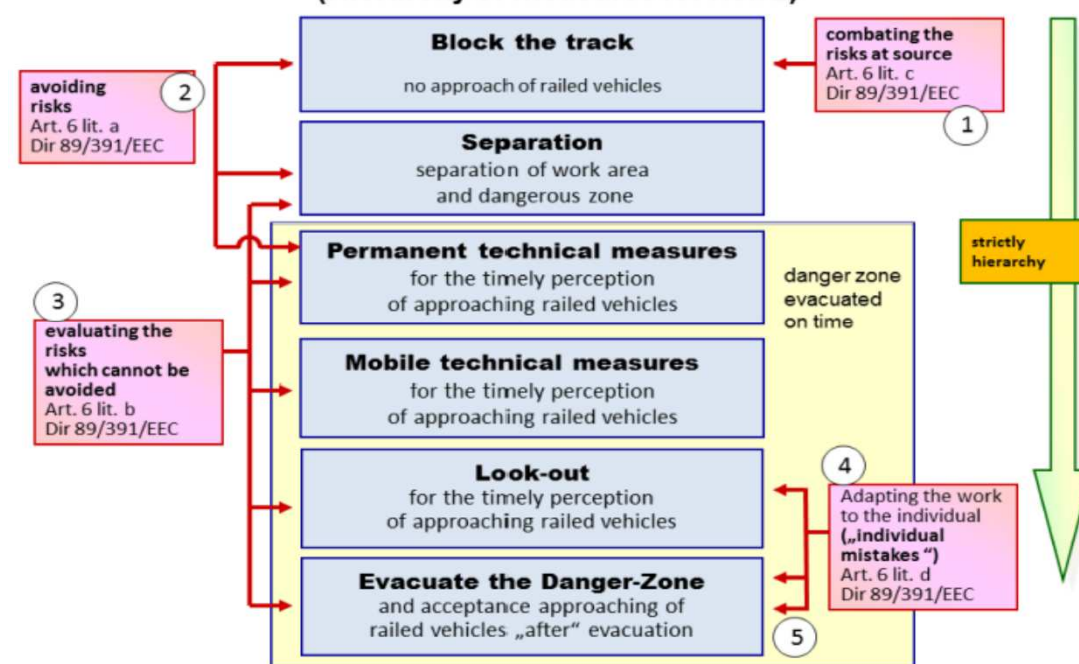 Block the track
no approach of railed vehicles
combating the
risks at source
Art. 6 lit. c
Dir 89/391/EEC
1
avoiding
risks
Art. 6 lit. a
Dir 89/391/EEC
2
Separation
separation of work area
and dangerous zone
strictly
hierarchy
Permanent technical measures
for the timely perception
of approaching railed vehicles
danger zone
evacuated
on time
3
evaluating the
risks
which cannot be
avoided
Art. 6 lit. b
Dir 89/391/EEC
Mobile technical measures
for the timely perception
of approaching railed vehicles
Look-out
for the timely perception
of approaching railed vehicles
4
Adapting the work
to the individual
(„individual
mistakes “)
Art. 6 lit. d
Dir 89/391/EEC
Evacuate the Danger-Zone
and acceptance approaching of
railed vehicles „after“ evacuation
5